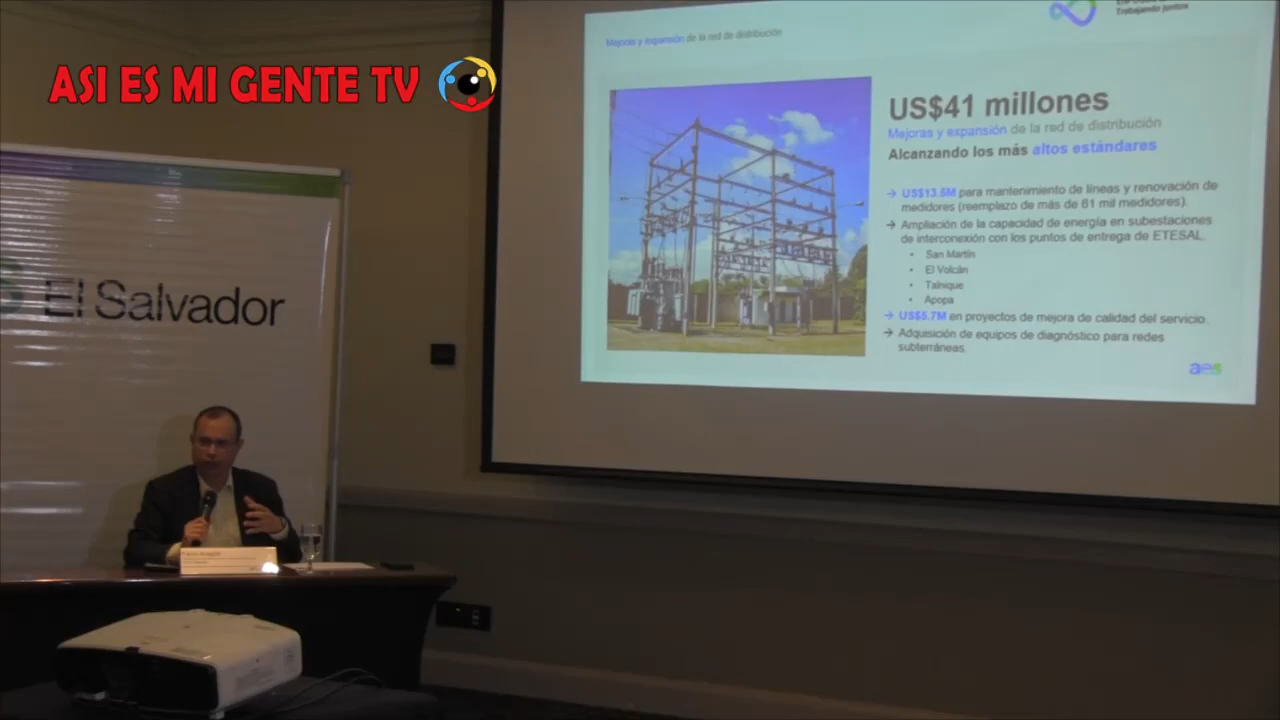 ASI ES MI GENTE TV
El Salvador
Mejoras y expansión de la red de distribución
Trabajando juntos
US$41 millones
Mejoras y expansión de la red de distribución
Alcanzando los más altos estándares
→ US$13.5M para mantenimiento de líneas y renovación de
medidores (reemplazo de más de 61 mil medidores).
→ Ampliación de la capacidad de energía en subestaciones
de interconexión con los puntos de entrega de ETESAL.
• San Martín
• El Volcán
• Talnique
• Apopa
→ US$5.7M en proyectos de mejora de calidad del servicio.
→ Adquisición de equipos de diagnóstico para redes
subterráneas.
aes